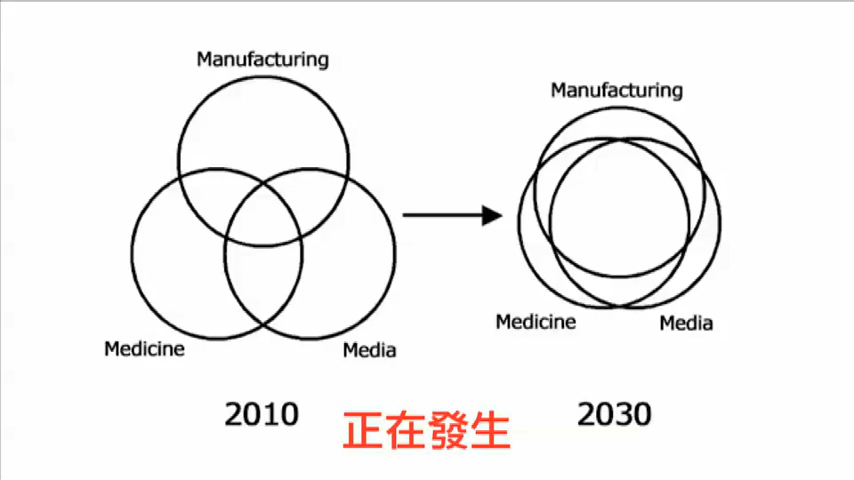 Manufacturing
Medicine
Media
2010
Manufacturing
Medicine
Media
2030
正在發生